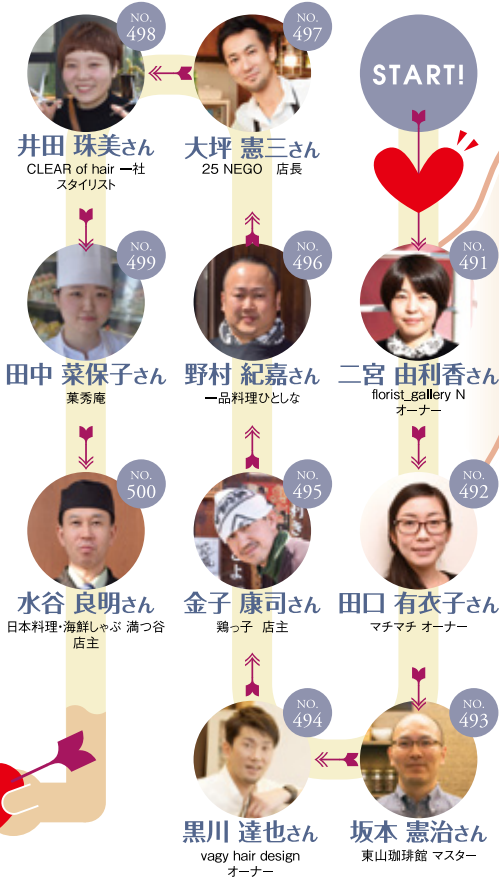 START!
NO.
491
二宮 由利香さん
florist_gallery N
オーナー
NO.
492
田口 有衣子さん
マチマチ オーナー
NO.
493
坂本 憲治さん
東山珈琲館 マスター
NO.
494
黒川 達也さん
vagy hair design
オーナー
NO.
495
金子 康司さん
鶏っ子 店主
NO.
496
野村 紀嘉さん
一品料理ひとしな
NO.
497
大坪 憲三さん
25 NEGO 店長
NO.
498
井田 珠美さん
CLEAR of hair 一社
スタイリスト
NO.
499
田中 菜保子さん
菓秀庵
NO.
500
水谷 良明さん
日本料理・海鮮しゃぶ 満つ谷
店主